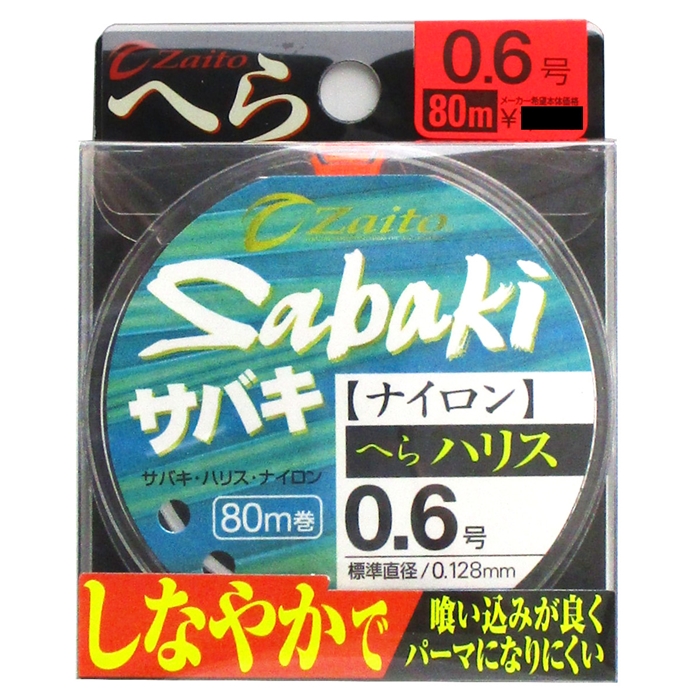 Zaito
へら
0.6号
80m
メーカー希望本体価格
¥
Zaito
Sabaki
サバキ
【ナイロン】
へらハリス
サバキ・ハリス・ナイロン
80m巻
0.6号
標準直径/0.128mm
しなやかで
喰い込みが良く
パーマになりにくい